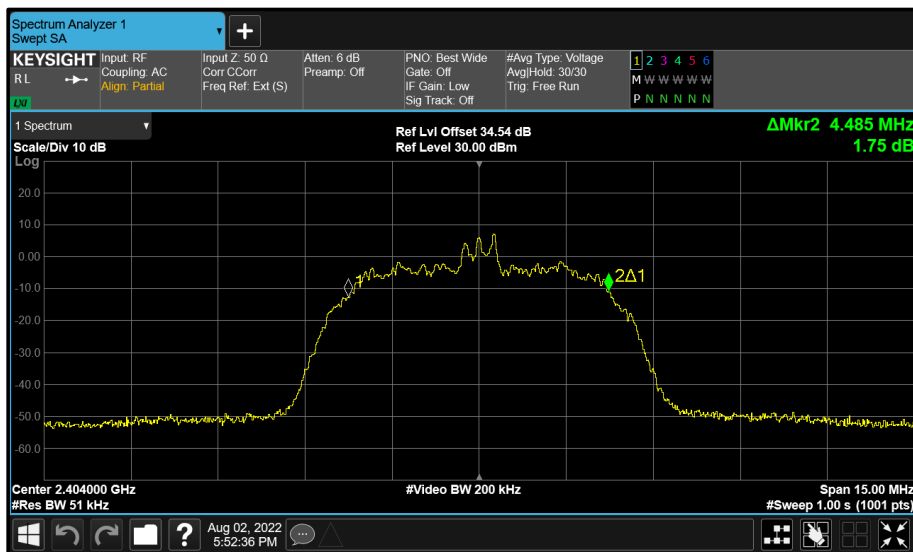 Spectrum Analyzer 1
Swept SA
+
KEYSIGHT
R L
LXI
Input: RF
Coupling: AC
Align: Partial
Input Z: 50 Ω
Corr CCorr
Freq Ref: Ext (S)
Atten: 6 dB
Preamp: Off
PNO: Best Wide
Gate: Off
IF Gain: Low
Sig Track: Off
#Avg Type: Voltage
Avg|Hold: 30/30
Trig: Free Run
1 2 3 4 5 6
M W W W W W
P N N N N N
1 Spectrum
Scale/Div 10 dB
Log
Ref Lvl Offset 34.54 dB
Ref Level 30.00 dBm
ΔMkr2 4.485 MHz
1.75 dB
20.0
10.0
0.00
-10.0
-20.0
-30.0
-40.0
-50.0
-60.0
1
2Δ1
Center 2.404000 GHz
#Res BW 51 kHz
#Video BW 200 kHz
Span 15.00 MHz
#Sweep 1.00 s (1001 pts)
?
Aug 02, 2022
5:52:36 PM